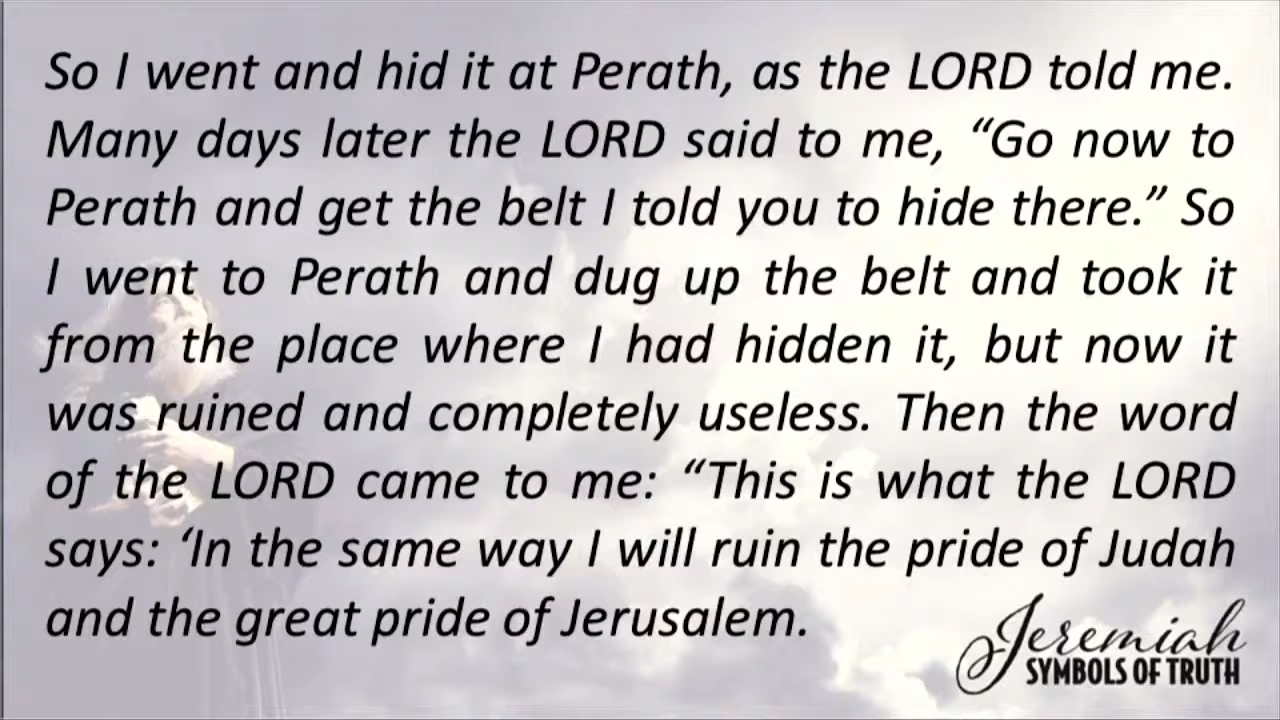 So I went and hid it at Perath, as the LORD told me.
Many days later the LORD said to me, “Go now to
Perath and get the belt I told you to hide there.” So
I went to Perath and dug up the belt and took it
from the place where I had hidden it, but now it
was ruined and completely useless. Then the word
of the LORD came to me: “This is what the LORD
says: ‘In the same way I will ruin the pride of Judah
and the great pride of Jerusalem.
Jeremiah
SYMBOLS OF TRUTH